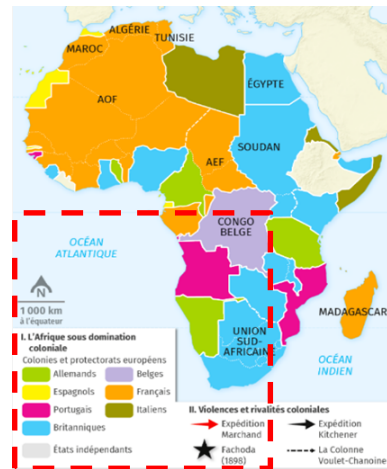 ALGÉRIE
TUNISIE
MAROC
ÉGYPTE
AOF
SOUDAN
AEF
CONGO
BELGE
OCÉAN
ATLANTIQUE
N
1 000 km
à l'équateur
UNION
SUD-
AFRICAINE
MADAGASCAR
OCÉAN
INDIEN
I. L'Afrique sous domination
coloniale
Colonies et protectorats européens
Allemands
Belges
Espagnols
Français
Portugais
Italiens
Britanniques
États indépendants
II. Violences et rivalités coloniales
Expédition
Marchand
Expédition
Kitchener
Fachoda
(1898)
La Colonne
Voulet-Chanoine